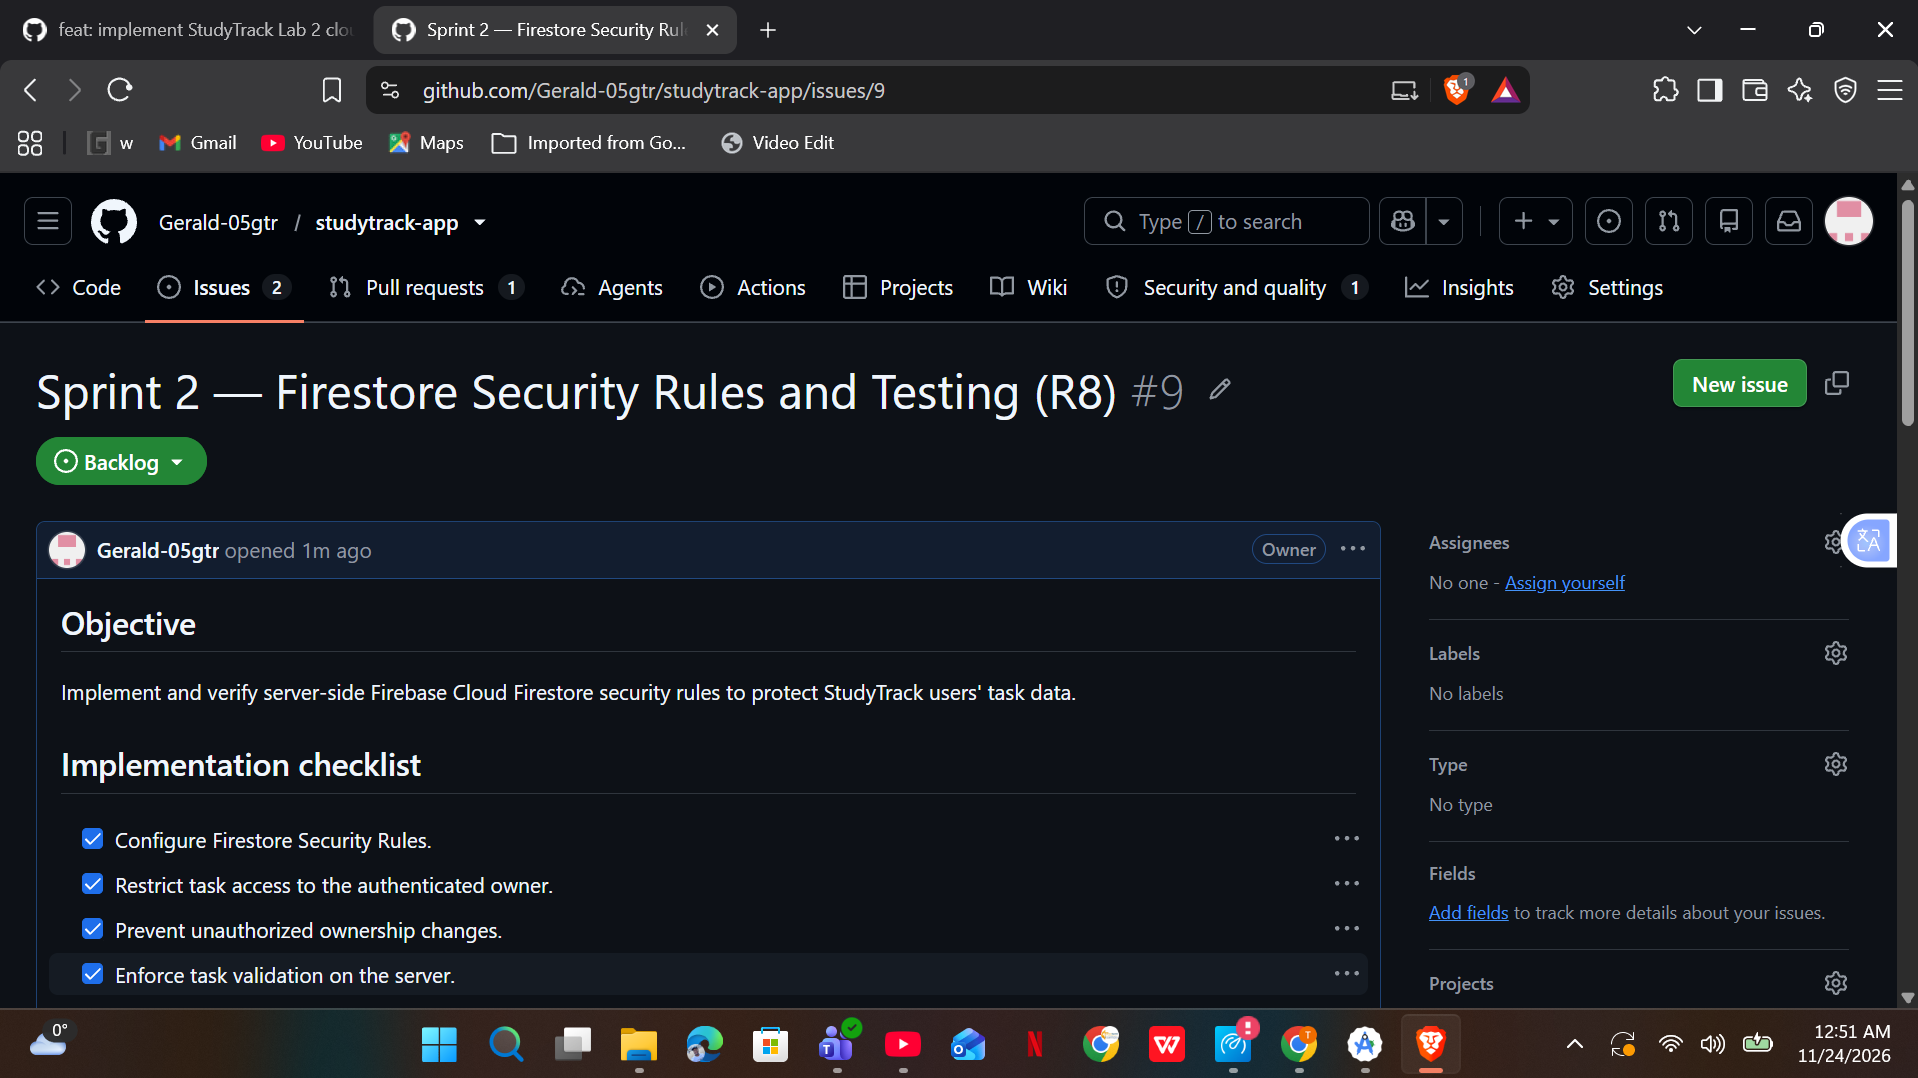 feat: implement StudyTrack Lab 2 clou
Sprint 2 — Firestore Security Rul
github.com/Gerald-05gtr/studytrack-app/issues/9
1
w
Gmail
YouTube
Maps
Imported from Go...
Video Edit
Gerald-05gtr / studytrack-app
Type / to search
Code
Issues 2
Pull requests 1
Agents
Actions
Projects
Wiki
Security and quality 1
Insights
Settings
Sprint 2 — Firestore Security Rules and Testing (R8) #9
New issue
Backlog
Gerald-05gtr opened 1m ago
Owner
Objective
Implement and verify server-side Firebase Cloud Firestore security rules to protect StudyTrack users' task data.
Implementation checklist
Configure Firestore Security Rules.
Restrict task access to the authenticated owner.
Prevent unauthorized ownership changes.
Enforce task validation on the server.
Assignees
No one - Assign yourself
Labels
No labels
Type
No type
Fields
Add fields to track more details about your issues.
Projects
0°
12:51 AM
11/24/2026